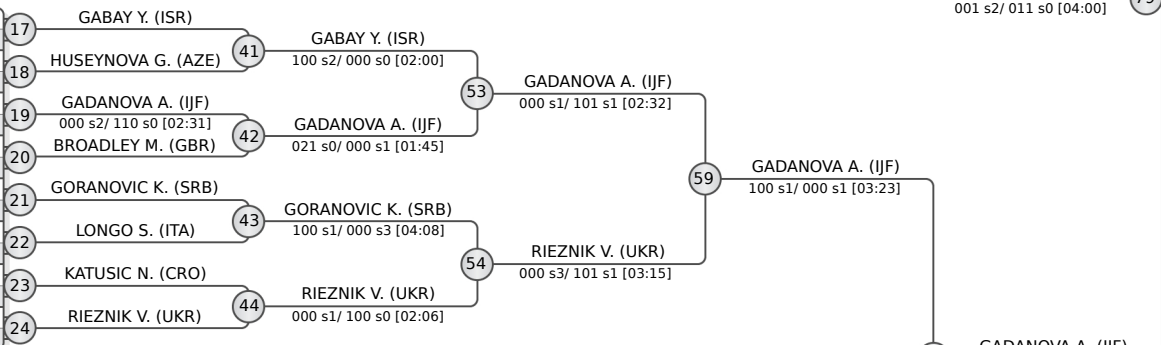 001 s2/ 011 s0 [04:00]
17
GABAY Y. (ISR)
18
HUSEYNOVA G. (AZE)
41
GABAY Y. (ISR)
100 s2/ 000 s0 [02:00]
19
GADANOVA A. (IJF)
000 s2/ 110 s0 [02:31]
20
BROADLEY M. (GBR)
42
GADANOVA A. (IJF)
021 s0/ 000 s1 [01:45]
53
GADANOVA A. (IJF)
000 s1/ 101 s1 [02:32]
21
GORANOVIC K. (SRB)
22
LONGO S. (ITA)
43
GORANOVIC K. (SRB)
100 s1/ 000 s3 [04:08]
23
KATUSIC N. (CRO)
24
RIEZNIK V. (UKR)
44
RIEZNIK V. (UKR)
000 s1/ 100 s0 [02:06]
54
RIEZNIK V. (UKR)
000 s3/ 101 s1 [03:15]
59
GADANOVA A. (IJF)
100 s1/ 000 s1 [03:23]
GADANOVA A. (IJF)